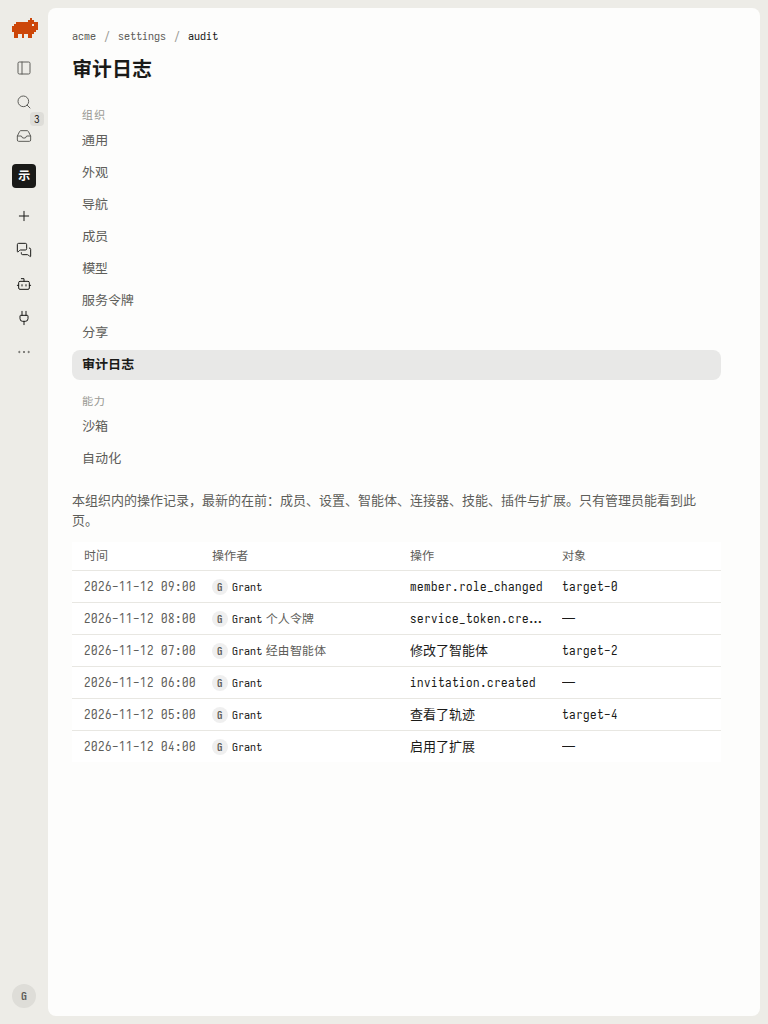 acme / settings / audit
审计日志
3
示
组织
通用
外观
导航
成员
模型
服务令牌
分享
审计日志
能力
沙箱
自动化
本组织内的操作记录，最新的在前：成员、设置、智能体、连接器、技能、插件与扩展。只有管理员能看到此
页。
时间 操作者 操作 对象
2026-11-12 09:00 G Grant member.role_changed target-0
2026-11-12 08:00 G Grant 个人令牌 service_token.cre… —
2026-11-12 07:00 G Grant 经由智能体 修改了智能体 target-2
2026-11-12 06:00 G Grant invitation.created —
2026-11-12 05:00 G Grant 查看了轨迹 target-4
2026-11-12 04:00 G Grant 启用了扩展 —
G